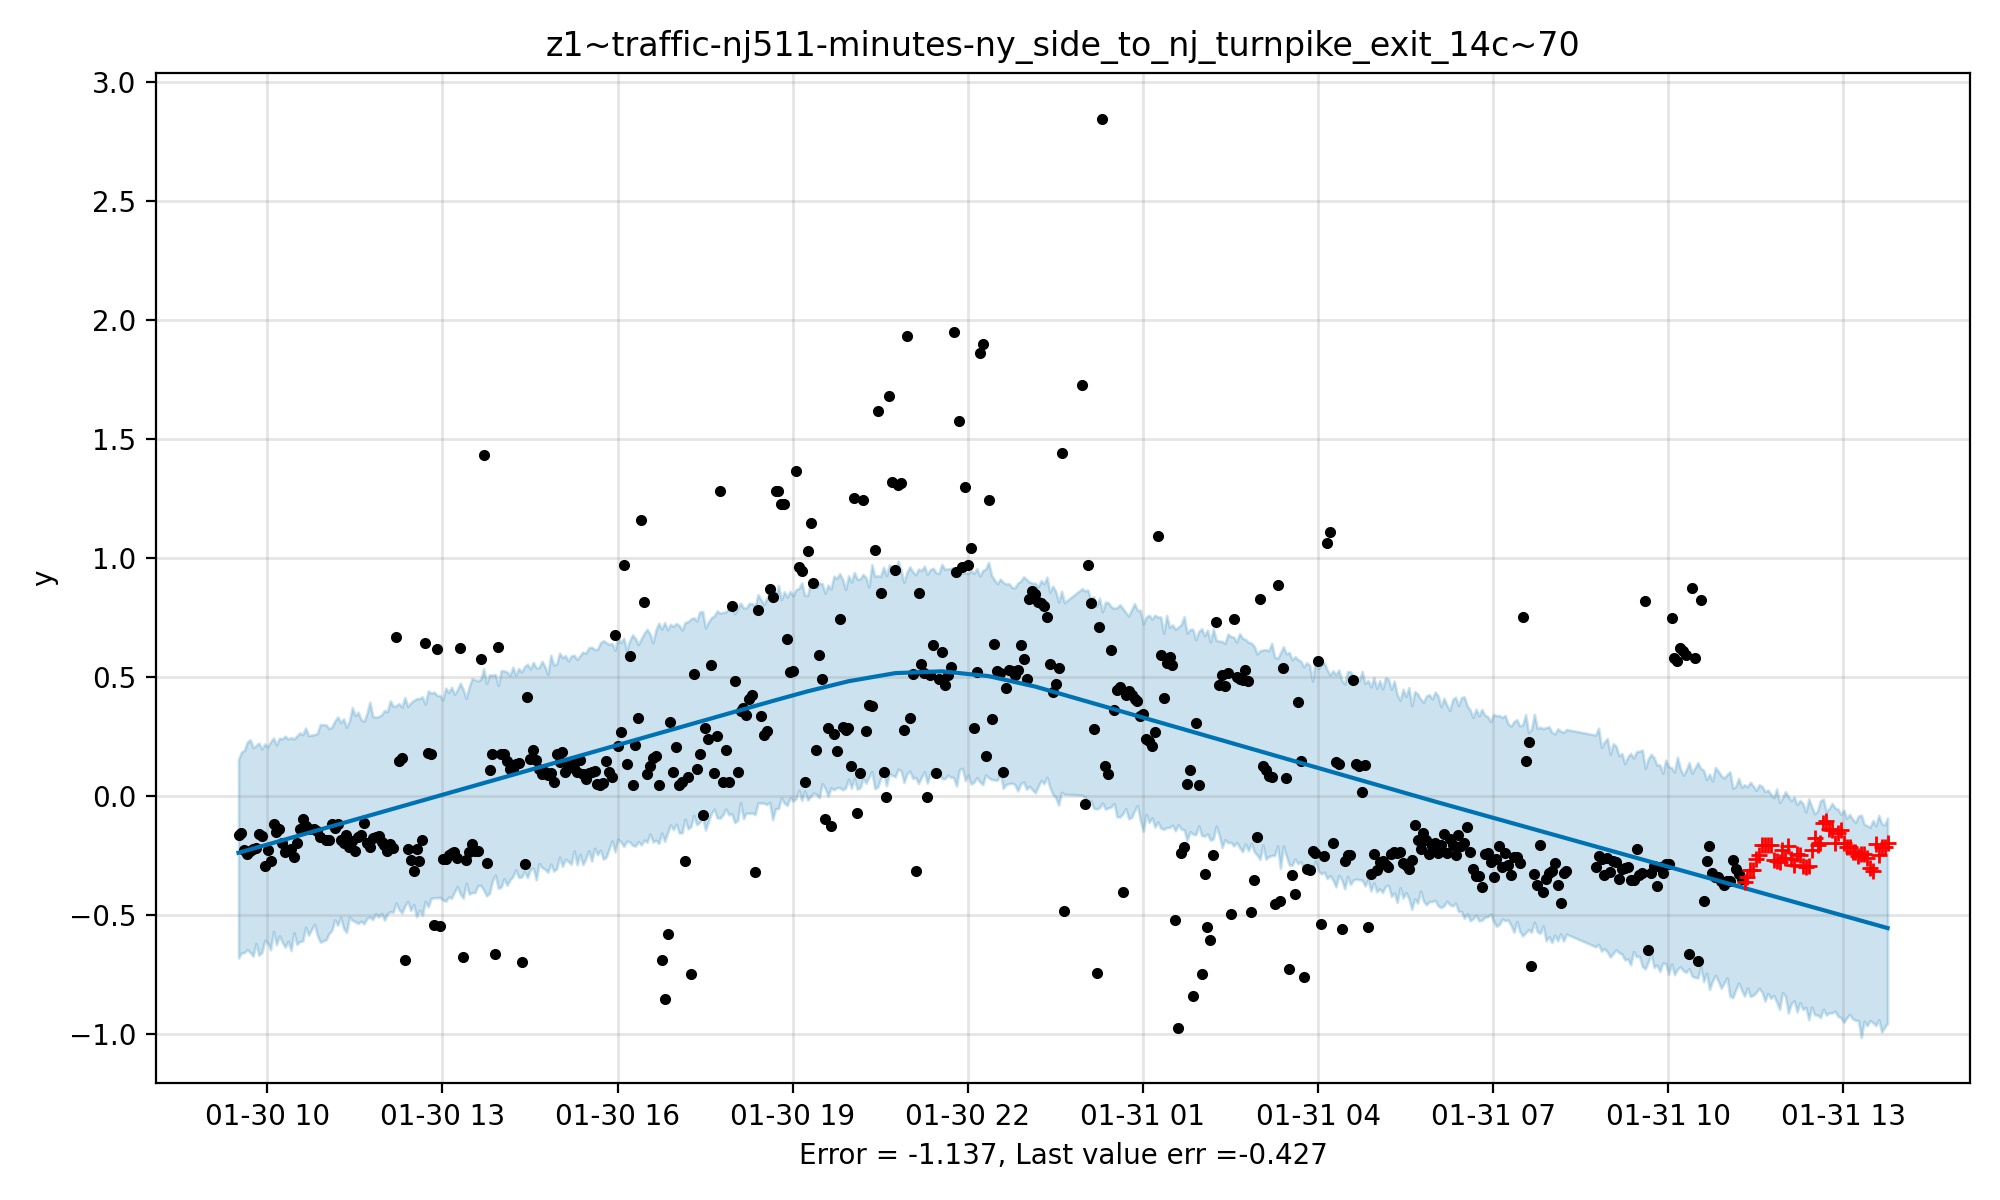 z1~traffic-nj511-minutes-ny_side_to_nj_turnpike_exit_14c~70
y
3.0
2.5
2.0
1.5
1.0
0.5
0.0
−0.5
−1.0
01-30 10 01-30 13 01-30 16 01-30 19 01-30 22 01-31 01 01-31 04 01-31 07 01-31 10 01-31 13
Error = -1.137, Last value err =-0.427